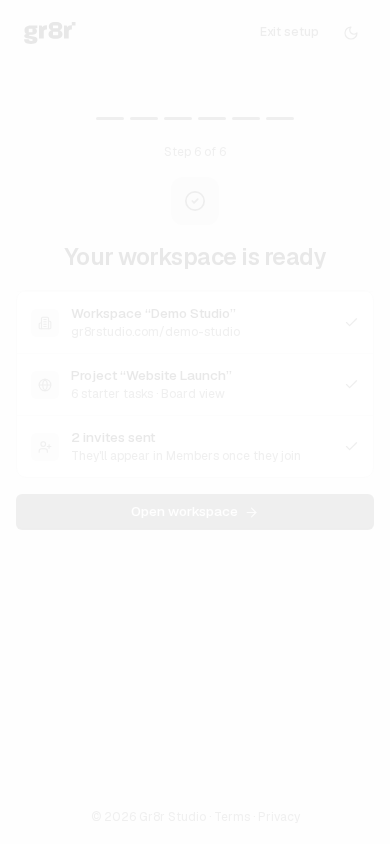 gr8r
Exit setup
Step 6 of 6
Your workspace is ready
Workspace “Demo Studio”
gr8rstudio.com/demo-studio
Project “Website Launch”
6 starter tasks · Board view
2 invites sent
They'll appear in Members once they join
Open workspace →
© 2026 Gr8r Studio · Terms · Privacy